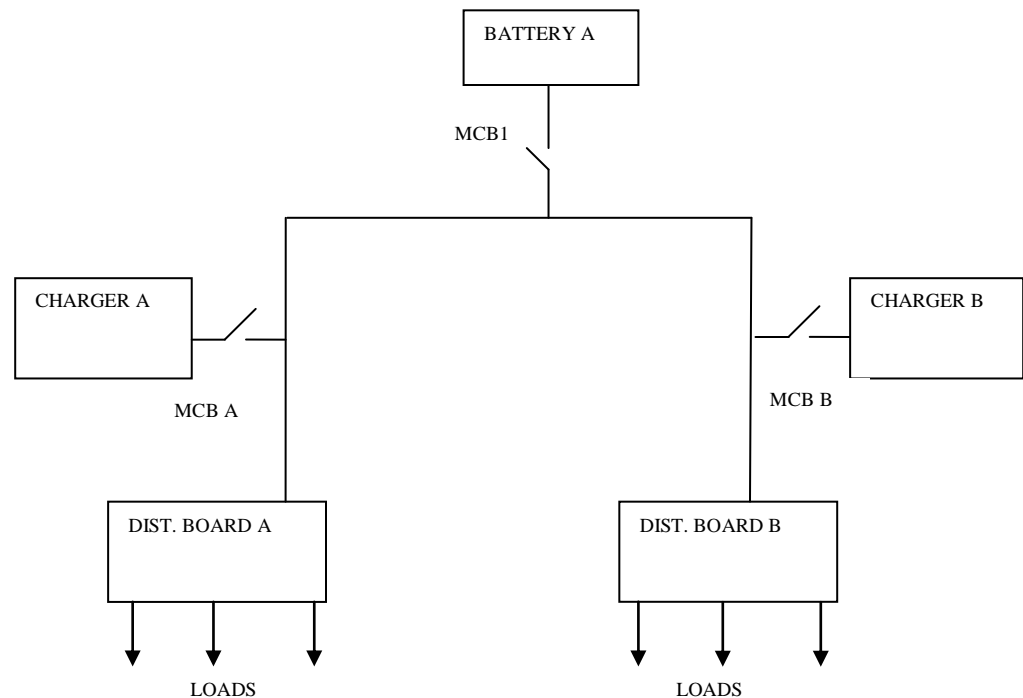 BATTERY A
MCB1
CHARGER A
CHARGER B
MCB A
MCB B
DIST. BOARD A
DIST. BOARD B
LOADS
LOADS